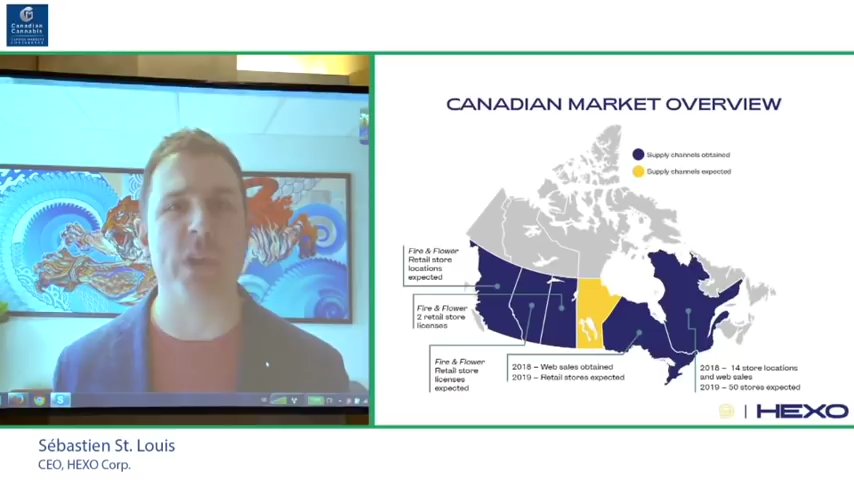 Canadian
Cannabis
CANADIAN MARKET OVERVIEW
Supply channels obtained
Supply channels expected
Fire & Flower
Retail store
locations
expected
Fire & Flower
2 retail store
licenses
Fire & Flower
Retail store
licenses
expected
2018 – Web sales obtained
2019 – Retail stores expected
2018 – 14 store locations
and web sales
2019 – 50 stores expected
HEXO
Sébastien St. Louis
CEO, HEXO Corp.